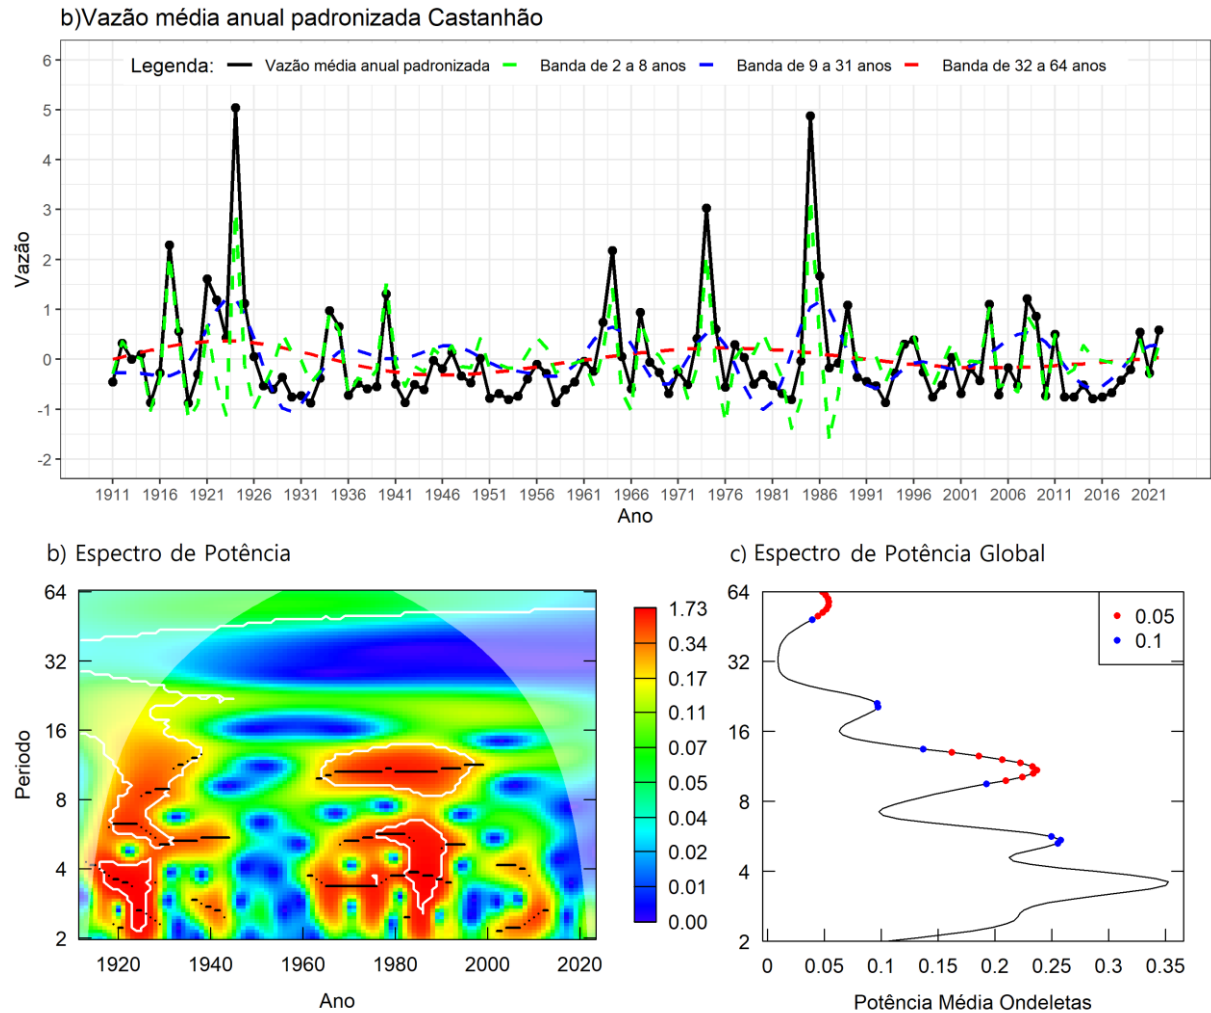 b)Vazão média anual padronizada Castanhão
Legenda: Vazão média anual padronizada Banda de 2 a 8 anos Banda de 9 a 31 anos Banda de 32 a 64 anos
6
5
4
3
2
1
0
-1
-2
Vazão
1911 1916 1921 1926 1931 1936 1941 1946 1951 1956 1961 1966 1971 1976 1981 1986 1991 1996 2001 2006 2011 2016 2021
Ano
b) Espectro de Potência
64
32
16
8
4
2
Periodo
1920 1940 1960 1980 2000 2020
Ano
1.73
0.34
0.17
0.11
0.07
0.04
0.02
0.01
0.00
c) Espectro de Potência Global
0.05
0.1
64
32
16
8
4
2
0 0.05 0.1 0.15 0.2 0.25 0.3 0.35
Potência Média Ondeletas